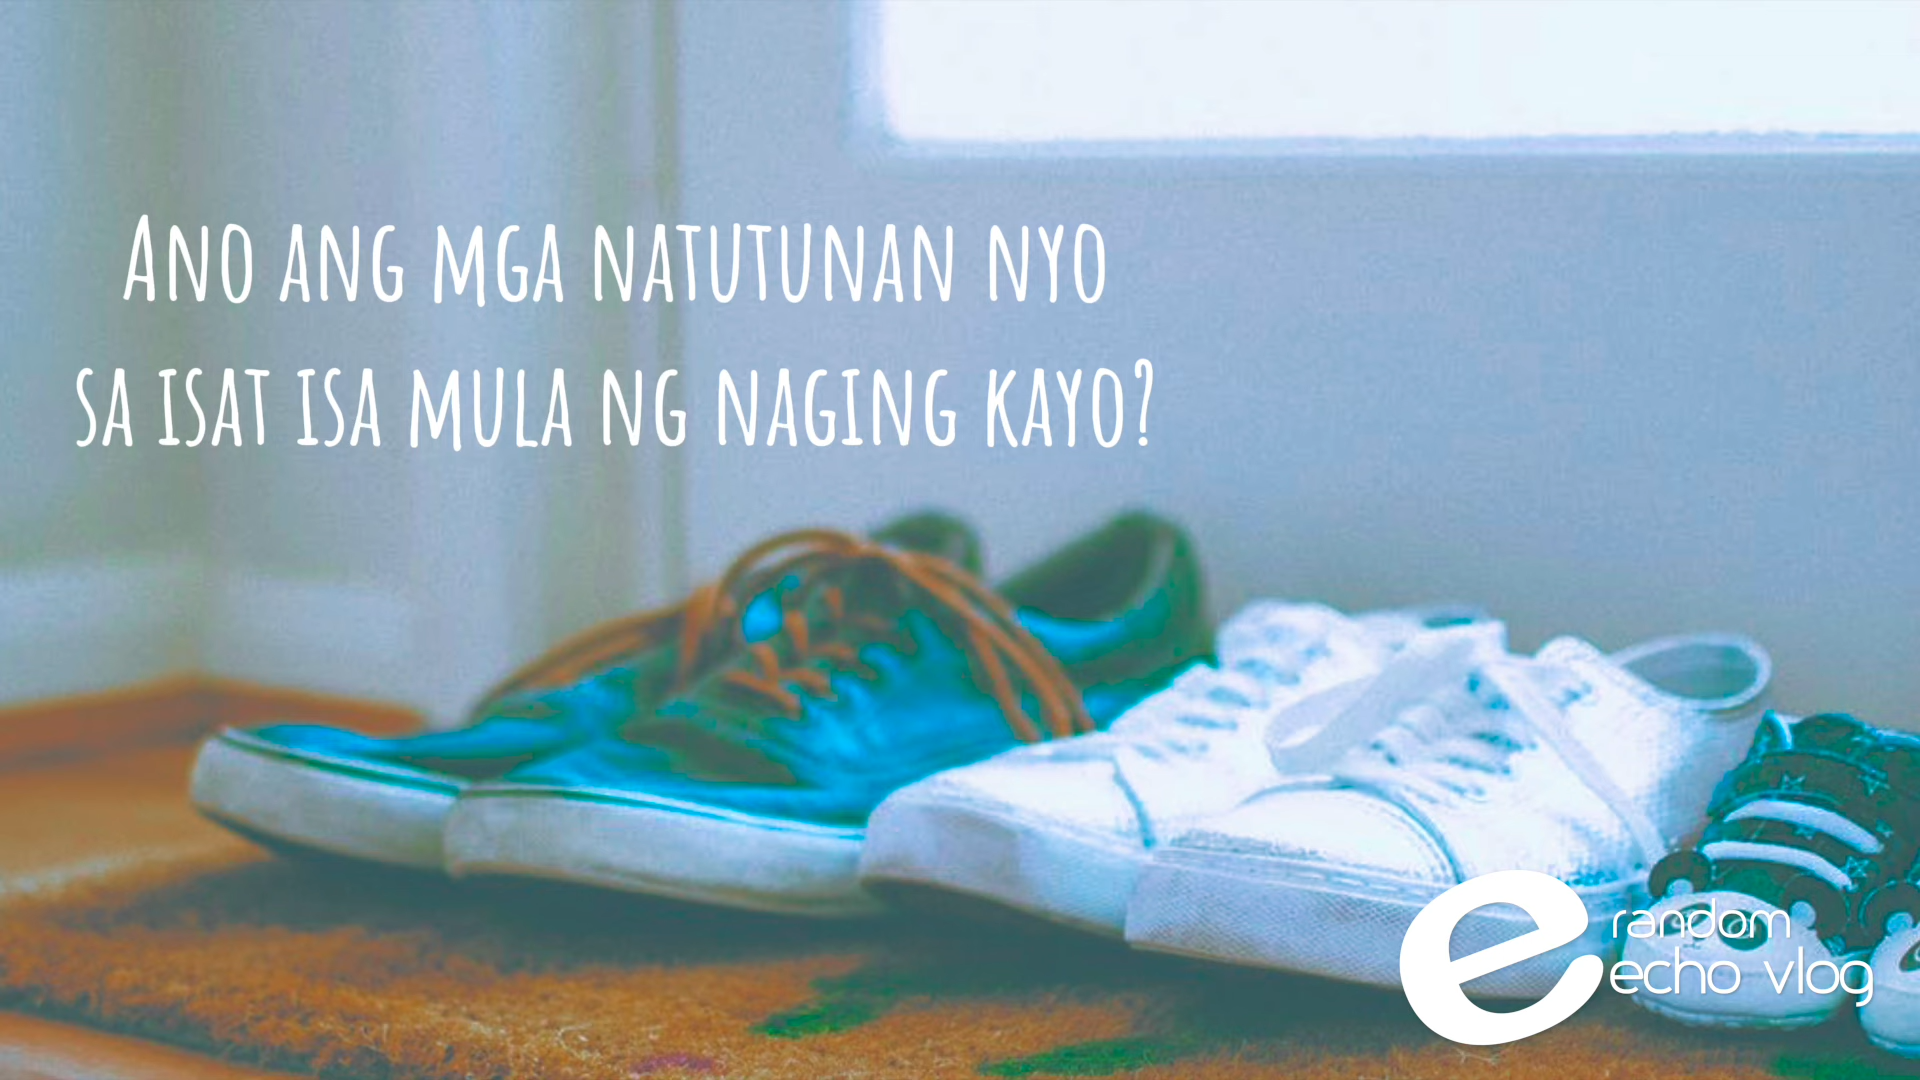 Ano ang mga natutunan nyo
sa isat isa mula ng naging kayo?
e random
echo vlog